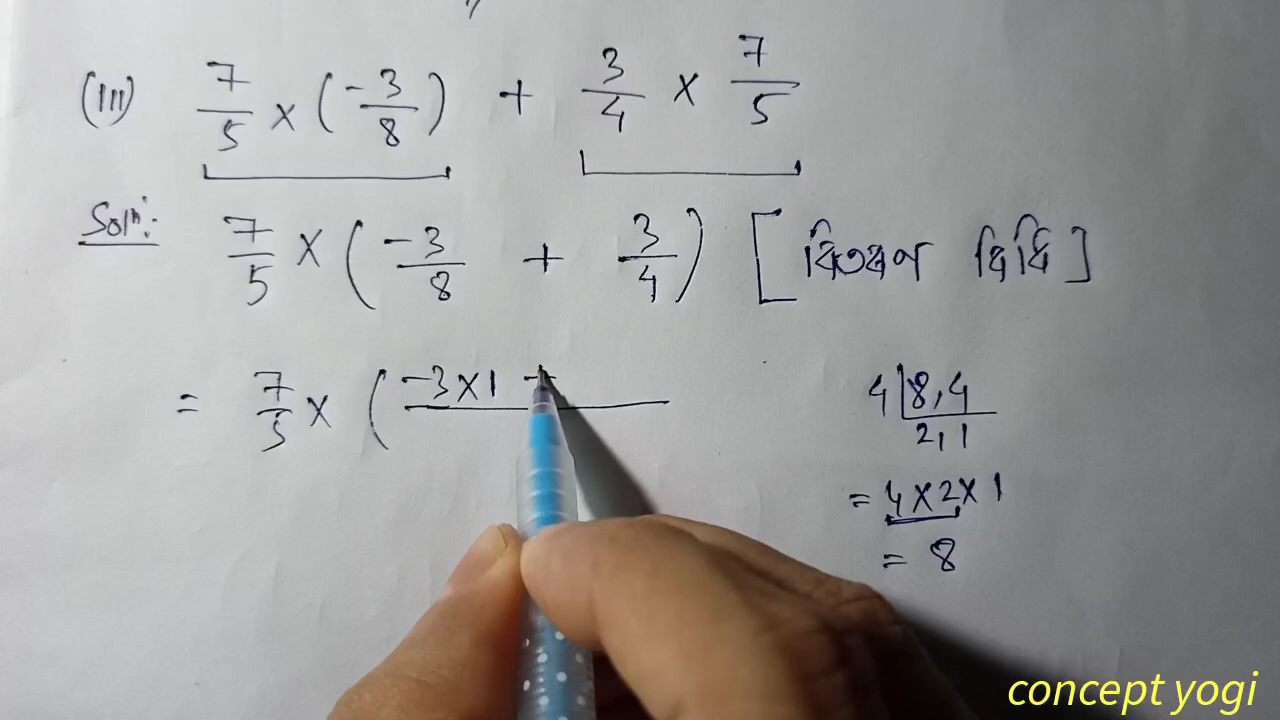 (III) 7/5 × (-3/8) + 3/4 × 7/5
Solⁿ: 7/5 × (-3/8 + 3/4) [বিতৰণ বিধি]
= 7/5 × ( -3×1 +
4 | 8, 4
2, 1
= 4×2×1
= 8
concept yogi